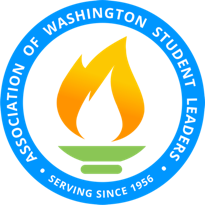 ASSOCIATION OF WASHINGTON STUDENT LEADERS
• SERVING SINCE 1956 •